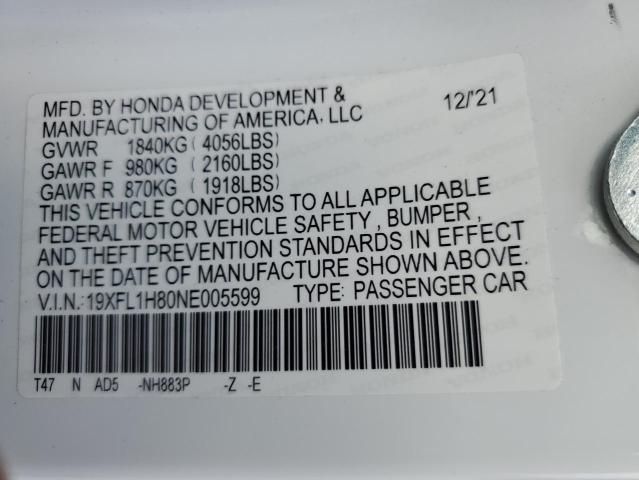 MFD. BY HONDA DEVELOPMENT & 12/'21
MANUFACTURING OF AMERICA, LLC
GVWR 1840KG ( 4056LBS)
GAWR F 980KG ( 2160LBS)
GAWR R 870KG ( 1918LBS)
THIS VEHICLE CONFORMS TO ALL APPLICABLE
FEDERAL MOTOR VEHICLE SAFETY , BUMPER ,
AND THEFT PREVENTION STANDARDS IN EFFECT
ON THE DATE OF MANUFACTURE SHOWN ABOVE.
V.I.N.:19XFL1H80NE005599 TYPE: PASSENGER CAR
T47 N AD5 -NH883P -Z -E